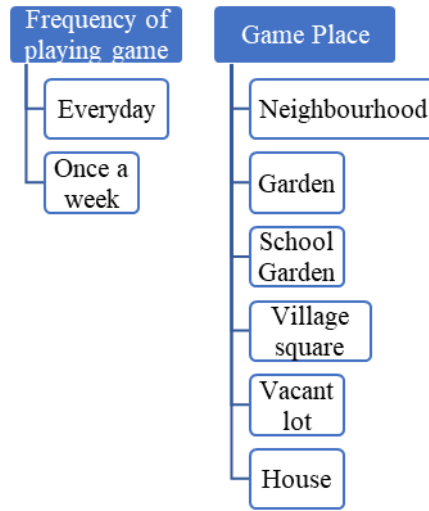 Frequency of
playing game
Everyday
Once a
week
Game Place
Neighbourhood
Garden
School
Garden
Village
square
Vacant
lot
House